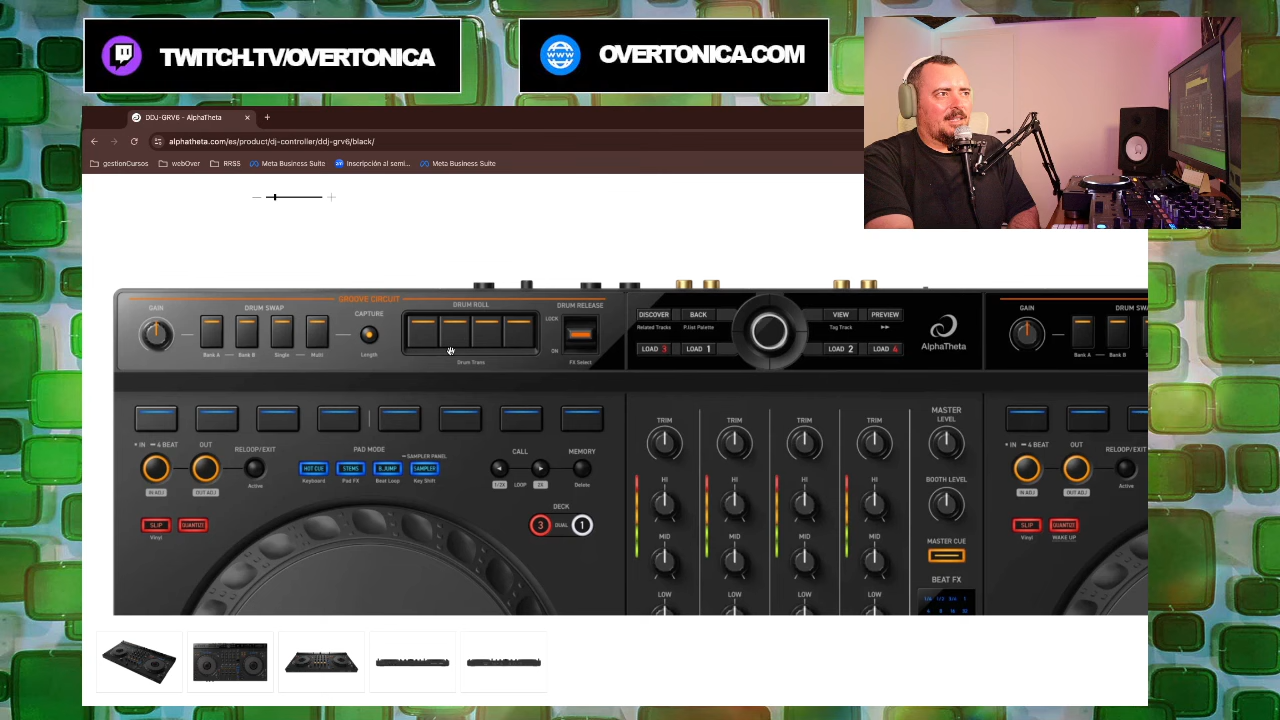 TWITCH.TV/OVERTONICA
WWW
OVERTONICA.COM
DDJ-GRV6 - AlphaTheta
alphatheta.com/es/product/dj-controller/ddj-grv6/black/
gestionCursos
webOver
RRSS
Meta Business Suite
Inscripción al semi...
Meta Business Suite
GROOVE CIRCUIT
GAIN
DRUM SWAP
CAPTURE
DRUM ROLL
DRUM RELEASE
LOCK
ON
Bank A
Bank B
Single
Multi
Length
Drum Trans
FX Select
DISCOVER
BACK
VIEW
PREVIEW
Related Tracks
P.list Palette
Tag Track
LOAD 3
LOAD 1
LOAD 2
LOAD 4
AlphaTheta
GAIN
DRUM SWA
Bank A
Bank B
IN
4 BEAT
OUT
RELOOP/EXIT
PAD MODE
SAMPLER PANEL
CALL
MEMORY
HOT CUE
STEMS
B.JUMP
SAMPLER
Keyboard
Pad FX
Beat Loop
Key Shift
Active
1/2X
LOOP
2X
Delete
IN ADJ
OUT ADJ
DECK
3
DUAL
1
SLIP
QUANTIZE
Vinyl
TRIM
TRIM
TRIM
TRIM
HI
HI
HI
HI
MID
MID
MID
MID
LOW
LOW
LOW
LOW
MASTER
LEVEL
BOOTH LEVEL
MASTER CUE
BEAT FX
IN
4 BEAT
OUT
RELOOP/EXIT
Active
IN ADJ
OUT ADJ
SLIP
QUANTIZE
Vinyl
WAKE UP